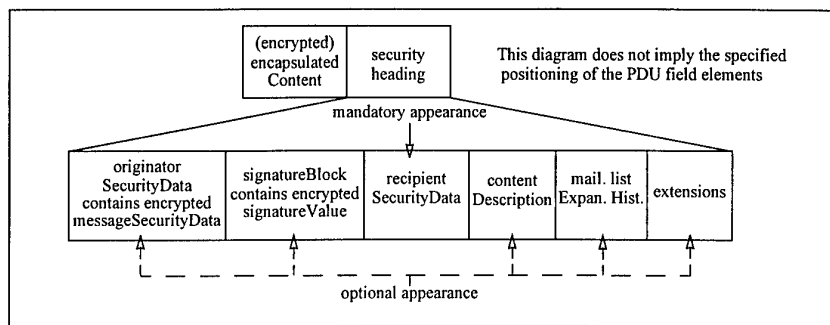 (encrypted)
encapsulated
Content
security
heading
This diagram does not imply the specified
positioning of the PDU field elements
mandatory appearance
originator
SecurityData
contains encrypted
messageSecurityData
signatureBlock
contains encrypted
signatureValue
recipient
SecurityData
content
Description
mail. list
Expan. Hist.
extensions
optional appearance